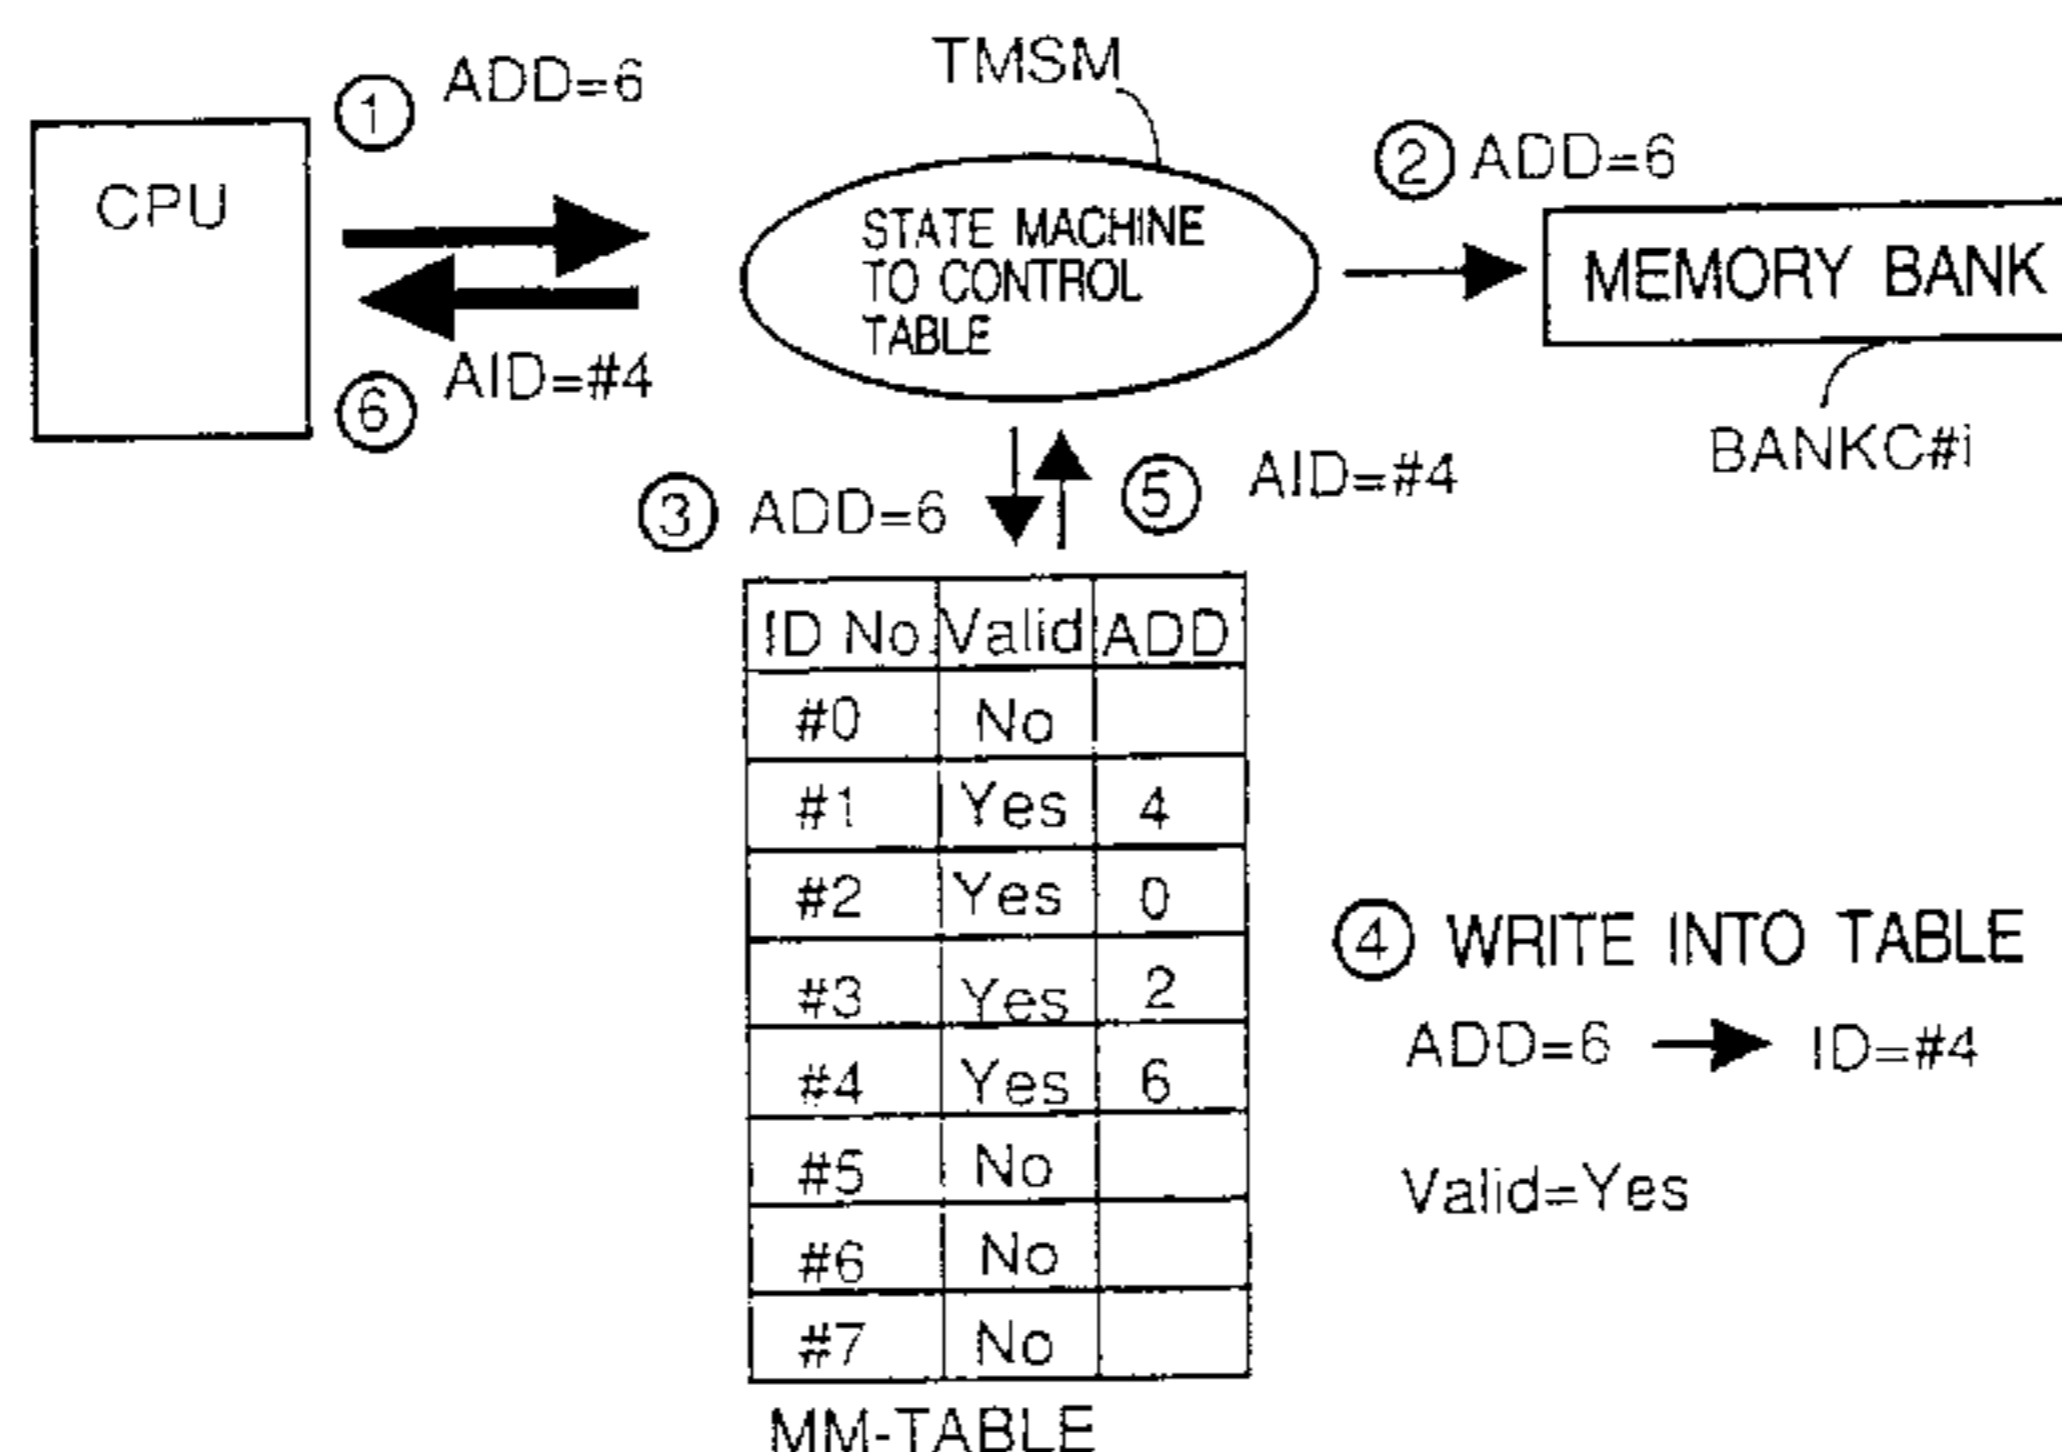 TMSM
① ADD=6
② ADD=6
CPU
STATE MACHINE
TO CONTROL
TABLE
MEMORY BANK
⑥ AID=#4
BANKC#i
③ ADD=6
⑤ AID=#4
ID No. Valid ADD
#0 No
#1 Yes 4
#2 Yes 0
#3 Yes 2
#4 Yes 6
#5 No
#6 No
#7 No
MM-TABLE
④ WRITE INTO TABLE
ADD=6 → ID=#4
Valid=Yes